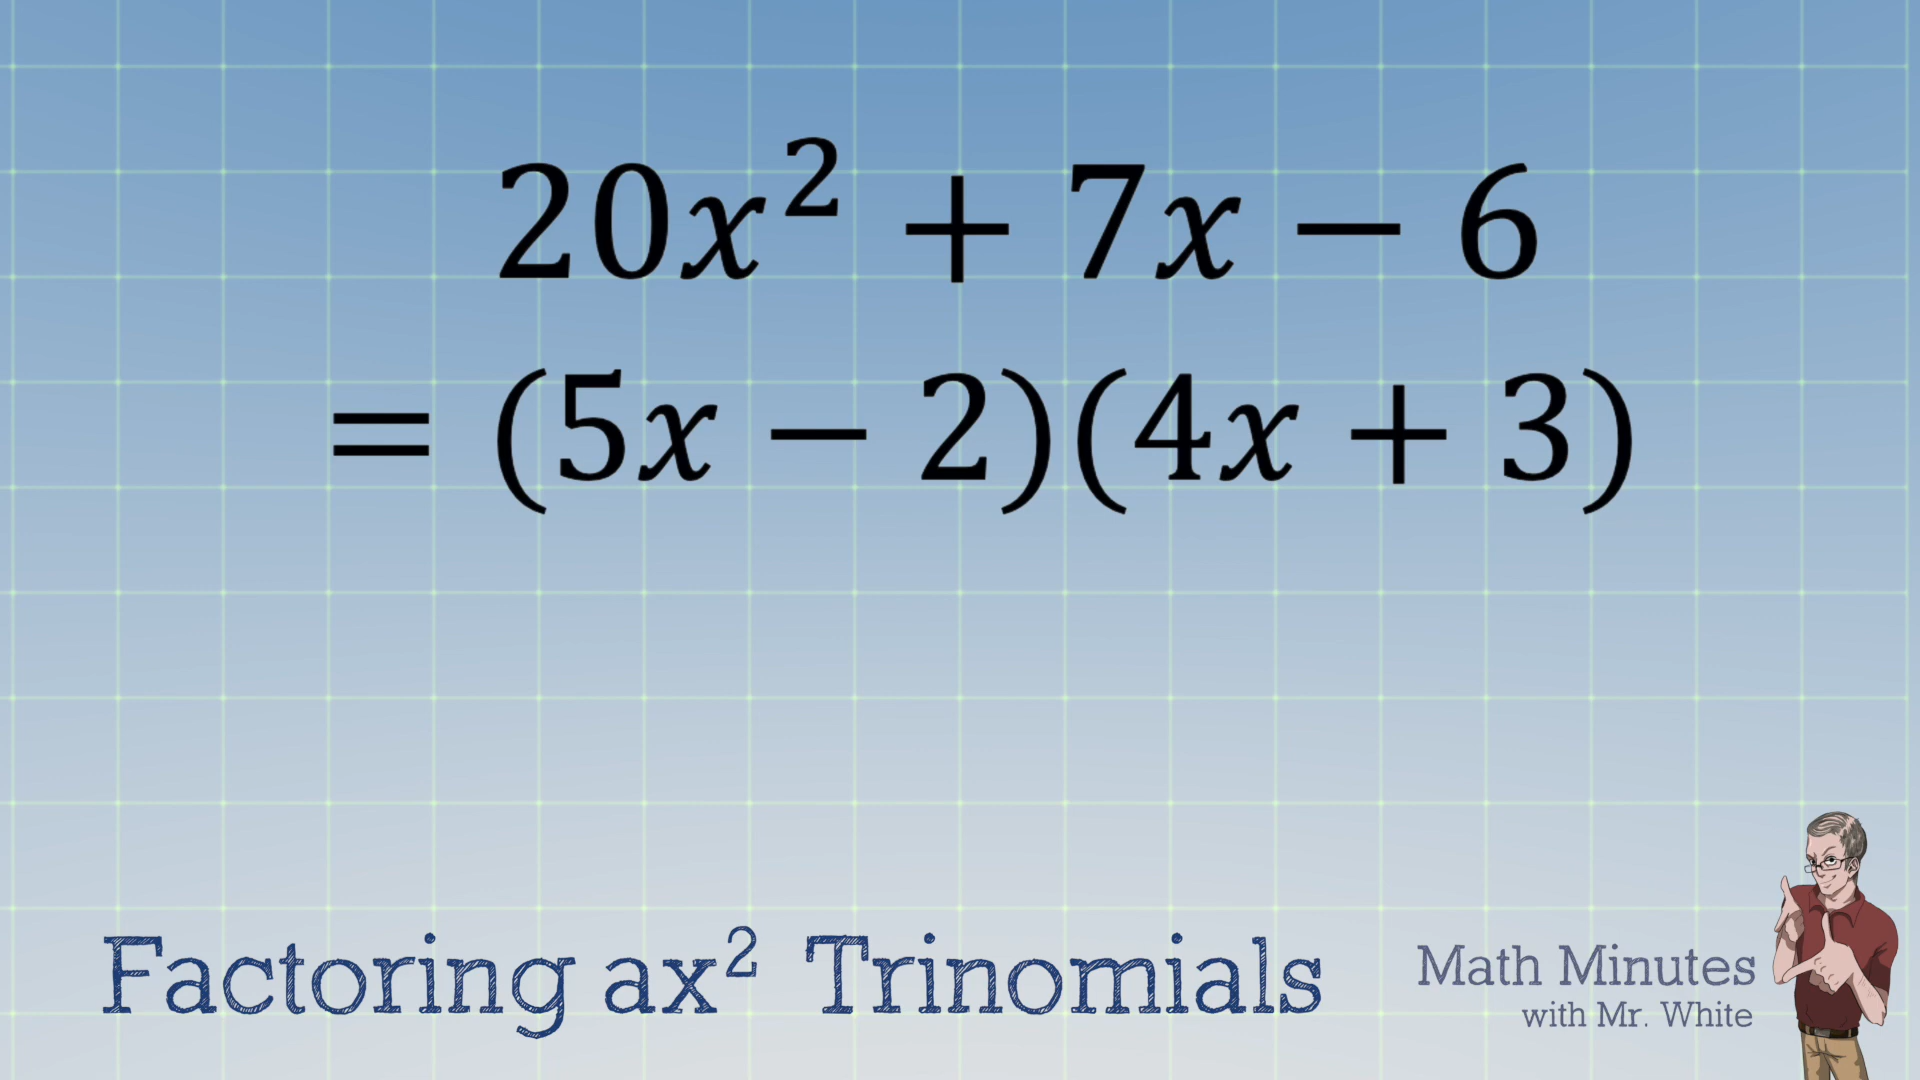 20x² + 7x − 6
= (5x − 2)(4x + 3)
Factoring ax² Trinomials
Math Minutes
with Mr. White